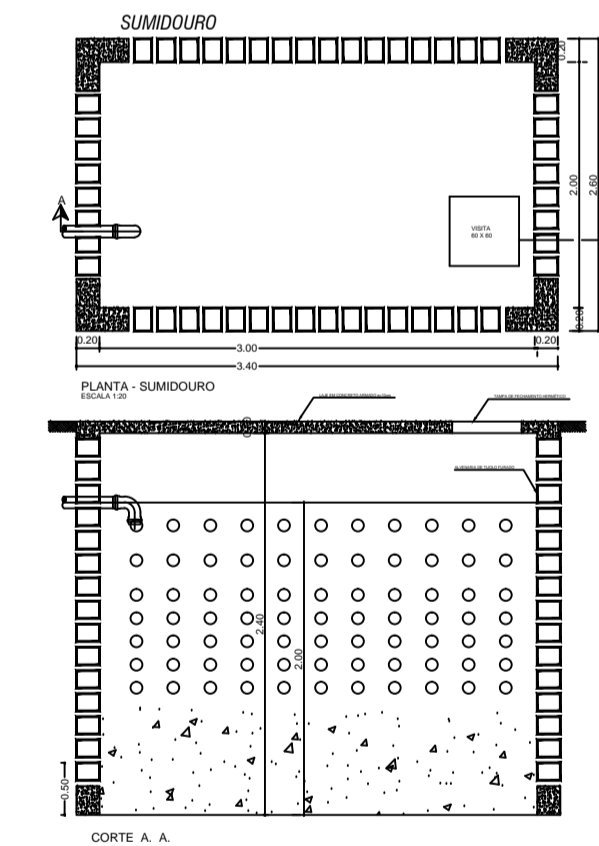 SUMIDOURO
0.20
A
2.00
2.60
VISITA
60 X 60
0.20
0.20
0.20
3.00
3.40
PLANTA - SUMIDOURO
ESCALA 1:20
TAMPA DE FECHAMENTO HERMÉTICO
ALVENARIA DE TIJOLO FURADO
2.40
2.00
0.50
CORTE A. A.